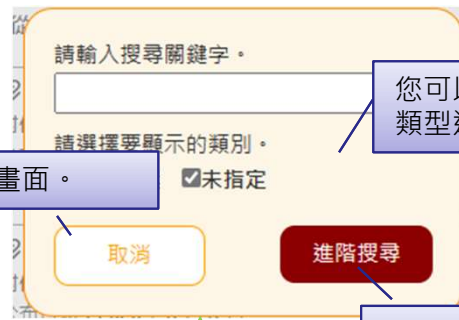 請輸入搜尋關鍵字。
您可以
類型
請選擇要顯示的類別。
畫面。
未指定
取消
進階搜尋